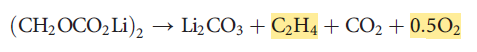 (CH₂OCO₂Li)₂ → Li₂CO₃ + C₂H₄ + CO₂ + 0.5O₂